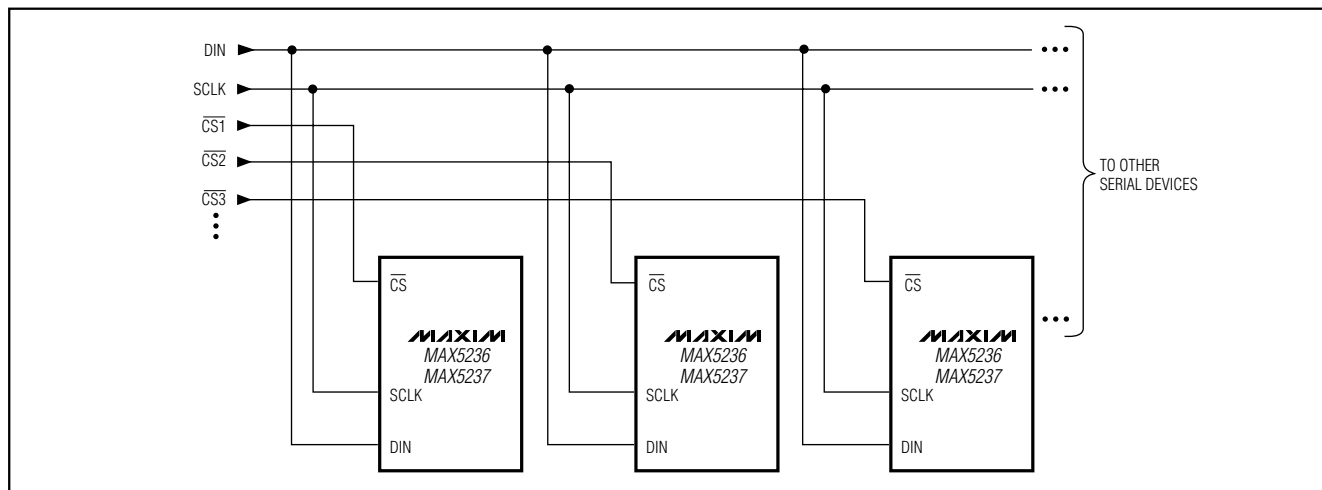 DIN
SCLK
CS1
CS2
CS3
TO OTHER
SERIAL DEVICES
CS
MAXIM
MAX5236
MAX5237
SCLK
DIN
CS
MAXIM
MAX5236
MAX5237
SCLK
DIN
CS
MAXIM
MAX5236
MAX5237
SCLK
DIN